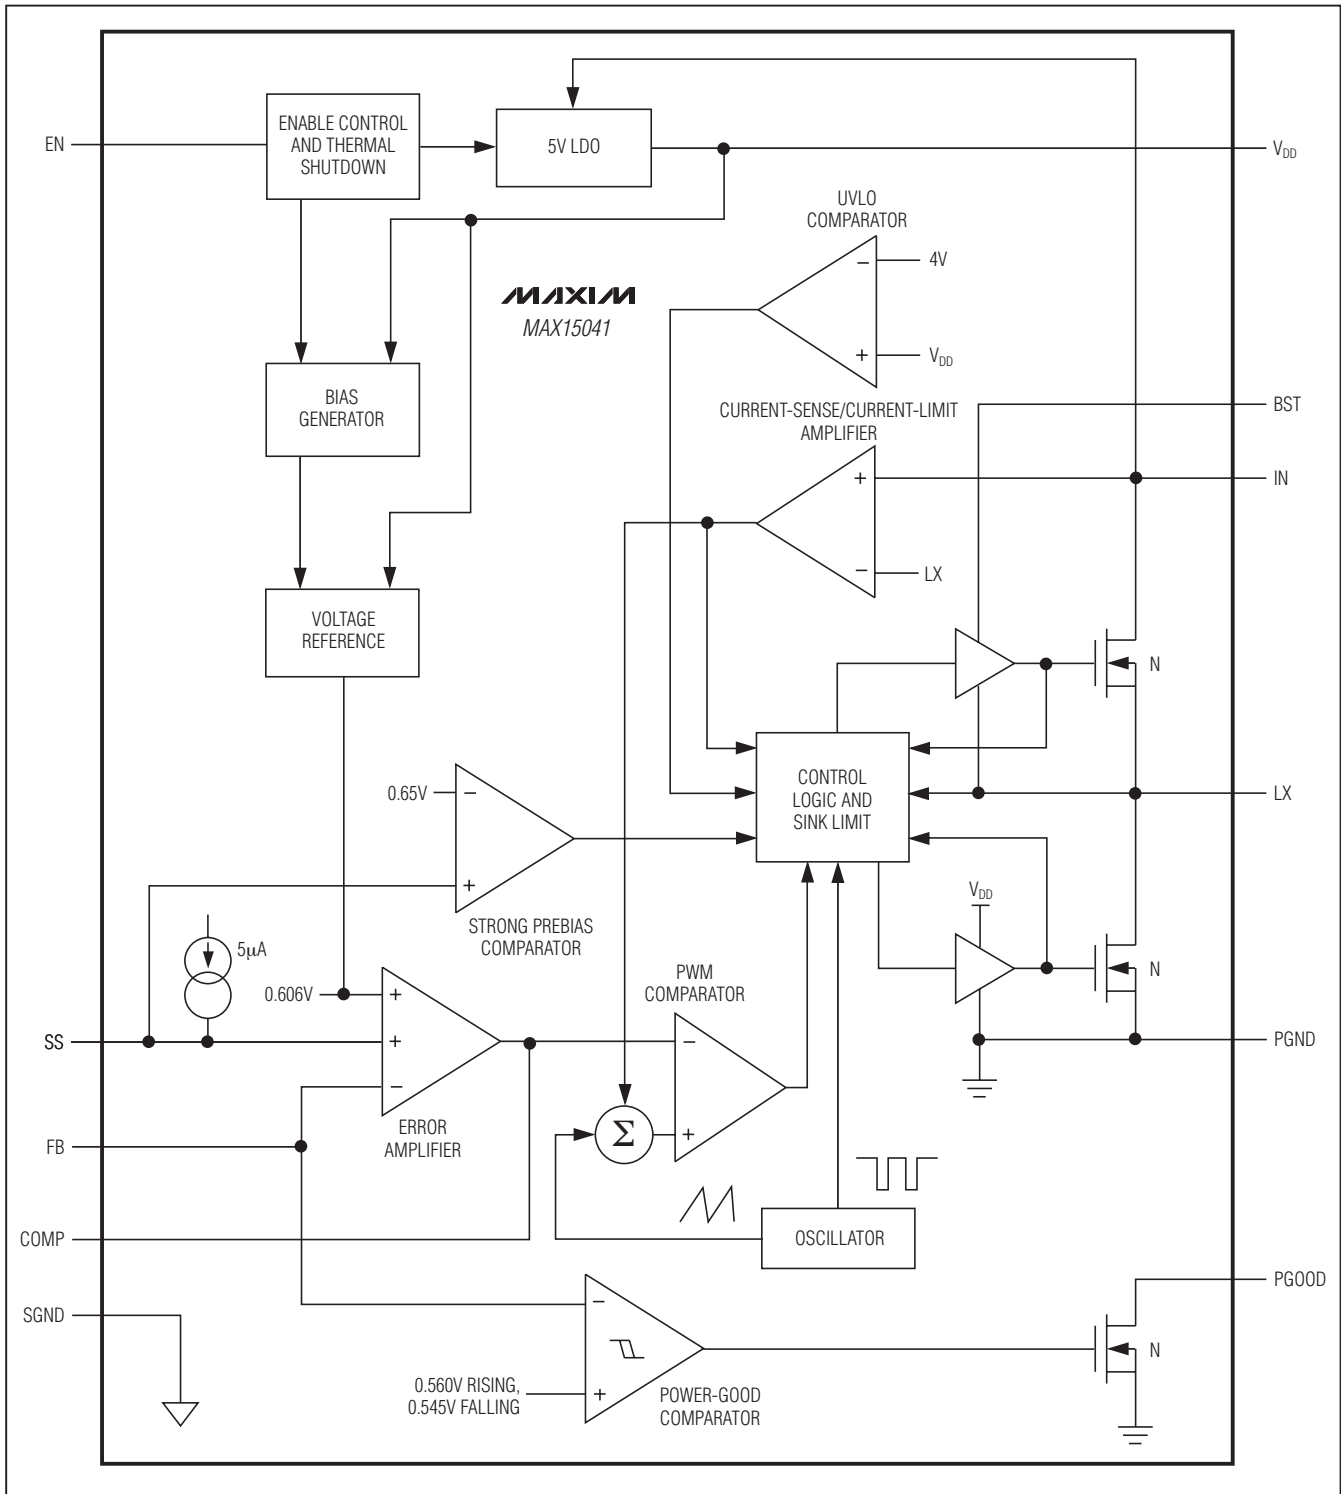 EN
ENABLE CONTROL
AND THERMAL
SHUTDOWN
5V LDO
VDD
UVLO
COMPARATOR
4V
VDD
MAXIM
MAX15041
BIAS
GENERATOR
CURRENT-SENSE/CURRENT-LIMIT
AMPLIFIER
BST
IN
LX
VOLTAGE
REFERENCE
N
0.65V
CONTROL
LOGIC AND
SINK LIMIT
LX
STRONG PREBIAS
COMPARATOR
VDD
5µA
0.606V
PWM
COMPARATOR
N
SS
PGND
ERROR
AMPLIFIER
FB
Σ
COMP
OSCILLATOR
PGOOD
SGND
N
0.560V RISING,
0.545V FALLING
POWER-GOOD
COMPARATOR